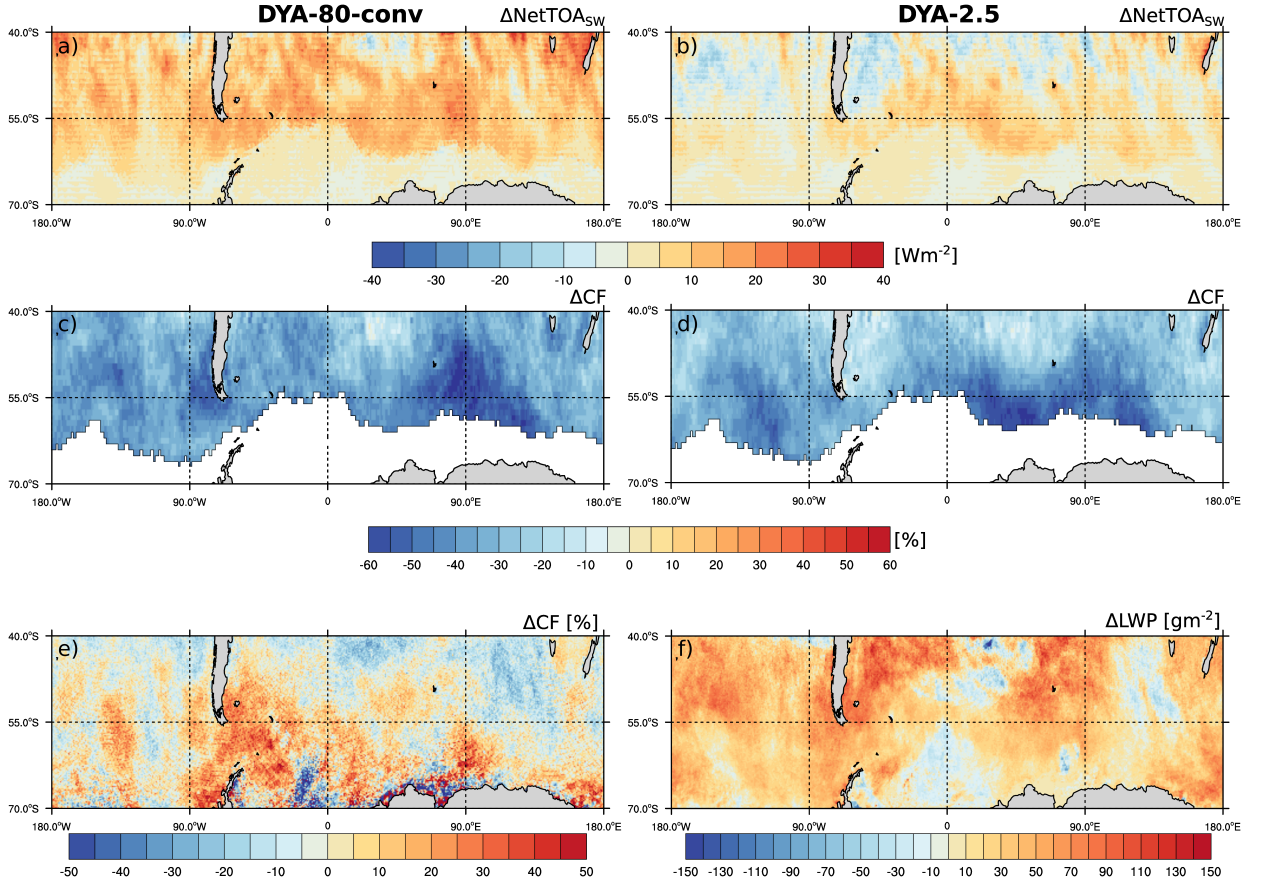 DYA-80-conv ΔNetTOA_SW DYA-2.5 ΔNetTOA_SW
40.0°S a) 40.0°S b)
55.0°S 55.0°S
70.0°S 70.0°S
180.0°W 90.0°W 0 90.0°E 180.0°E 180.0°W 90.0°W 0 90.0°E 180.0°E
[Wm⁻²]
-40 -30 -20 -10 0 10 20 30 40
ΔCF ΔCF
40.0°S c) 40.0°S d)
55.0°S 55.0°S
70.0°S 70.0°S
180.0°W 90.0°W 0 90.0°E 180.0°E 180.0°W 90.0°W 0 90.0°E 180.0°E
[%]
-60 -50 -40 -30 -20 -10 0 10 20 30 40 50 60
ΔCF [%] ΔLWP [gm⁻²]
40.0°S e) 40.0°S f)
55.0°S 55.0°S
70.0°S 70.0°S
180.0°W 90.0°W 0 90.0°E 180.0°E 180.0°W 90.0°W 0 90.0°E 180.0°E
-50 -40 -30 -20 -10 0 10 20 30 40 50 -150 -130 -110 -90 -70 -50 -30 -10 10 30 50 70 90 110 130 150